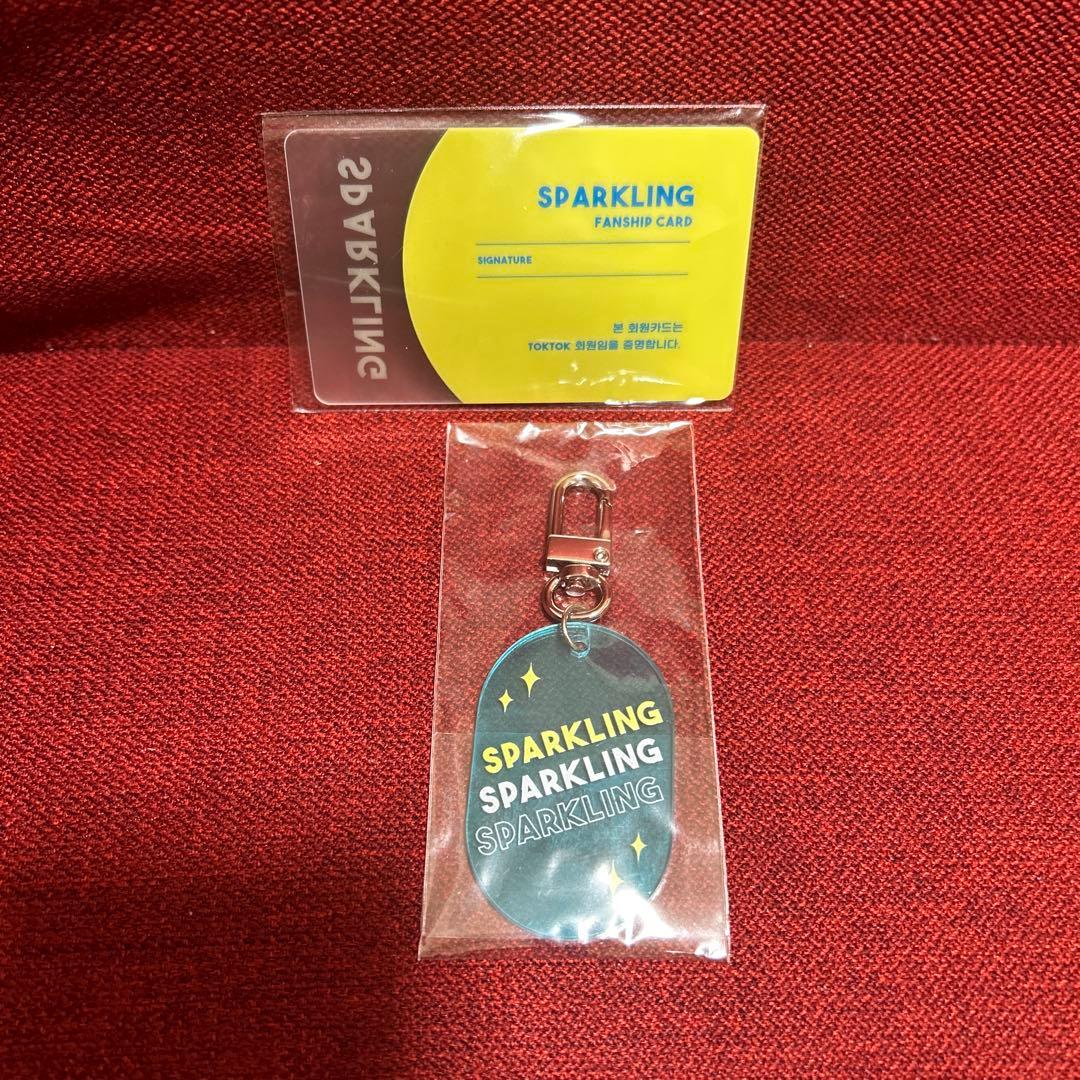 SPARKLING
SPARKLING
FANSHIP CARD
SIGNATURE
본 회원카드는
TOKTOK 회원임을 증명합니다.
SPARKLING
SPARKLING
SPARKLING